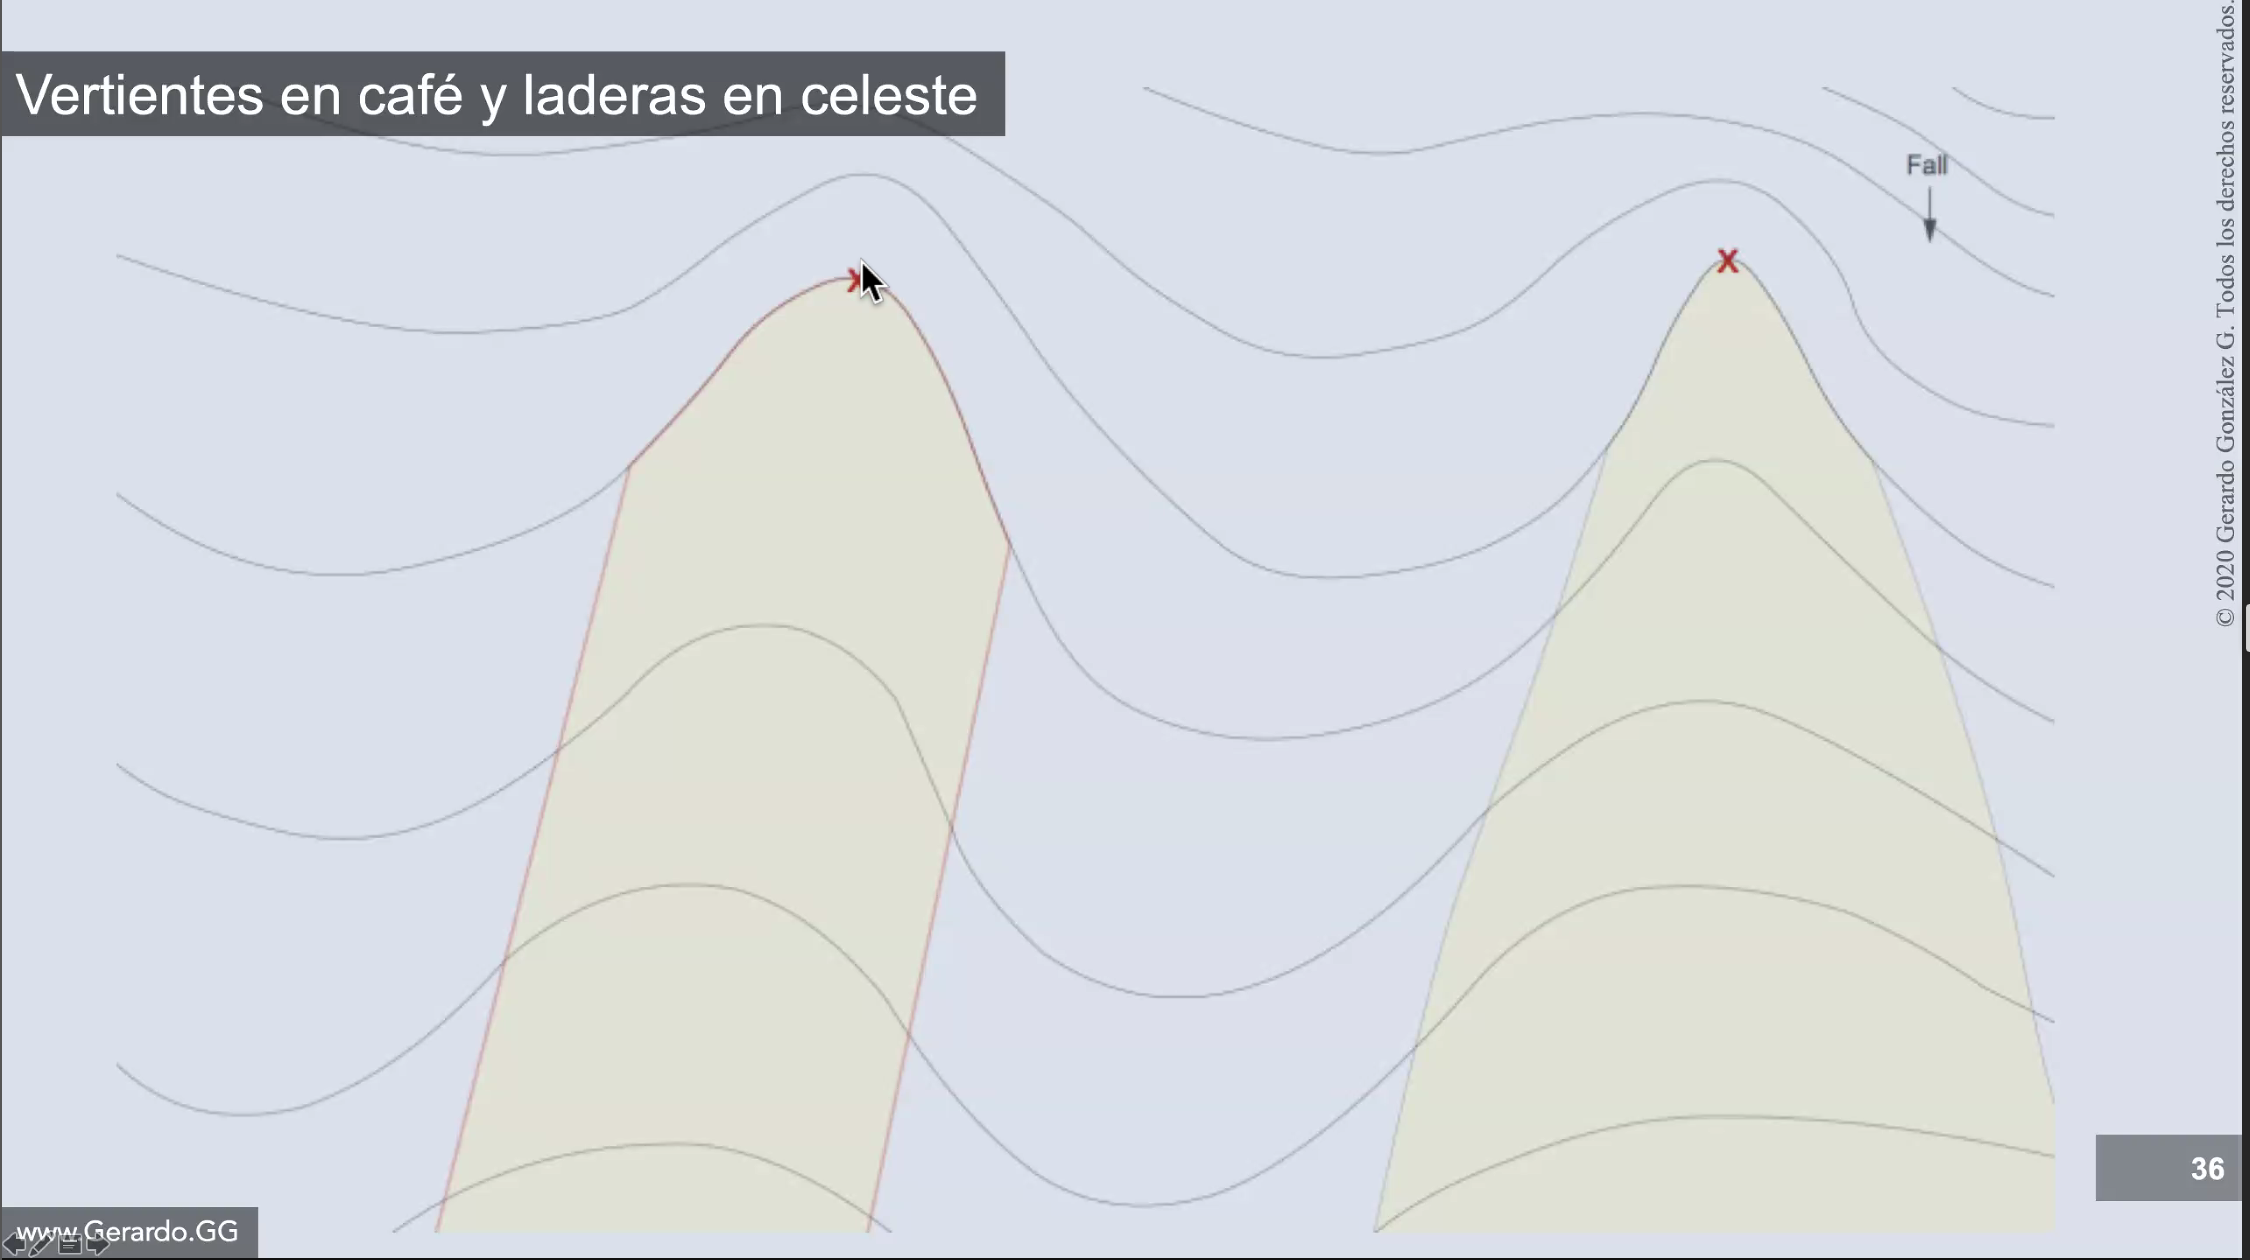 Vertientes en café y laderas en celeste
Fall
X
X
© 2020 Gerardo González G. Todos los derechos reservados.
36
www.Gerardo.GG